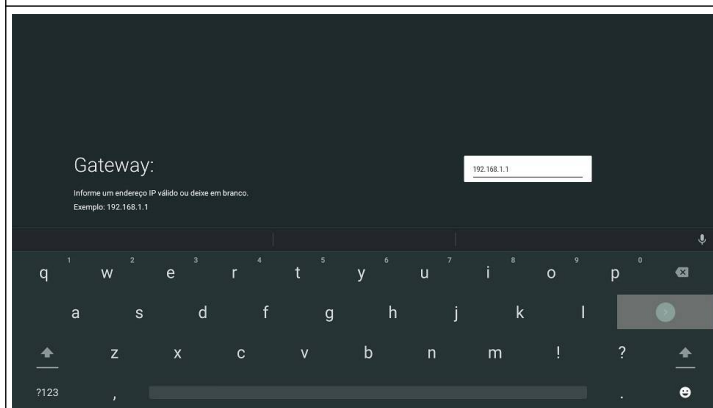 Gateway:
192.168.1.1
Informe um endereço IP válido ou deixe em branco.
Exemplo: 192.168.1.1
q 1 w 2 e 3 r 4 t 5 y 6 u 7 i 8 o 9 p 0
a s d f g h j k l
z x c v b n m ! ?
?123 , .